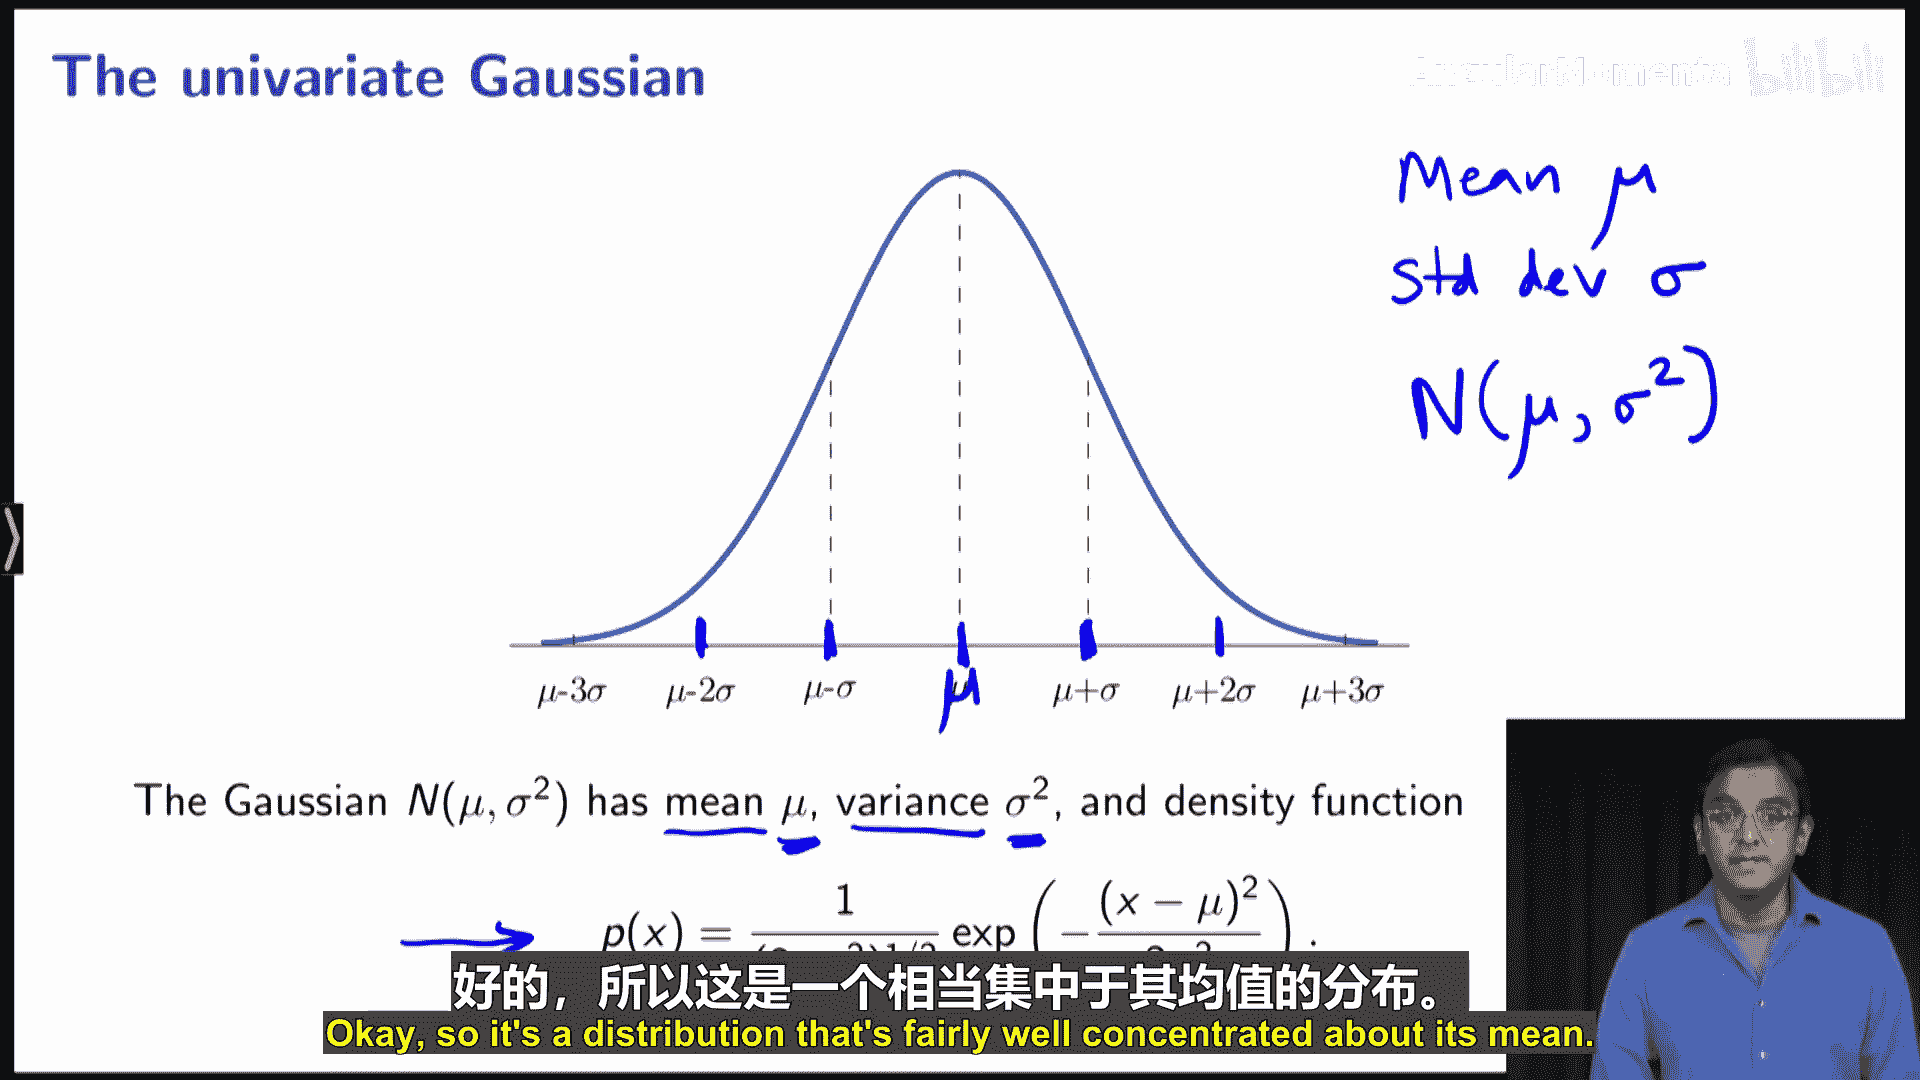 The univariate Gaussian
bilibili
Mean μ
std dev σ
N(μ, σ²)
μ-3σ μ-2σ μ-σ μ μ+σ μ+2σ μ+3σ
The Gaussian N(μ, σ²) has mean μ, variance σ², and density function
p(x) = 1 exp ( − (x − μ)² ) .
好的，所以这是一个相当集中于其均值的分布。
Okay, so it's a distribution that's fairly well concentrated about its mean.